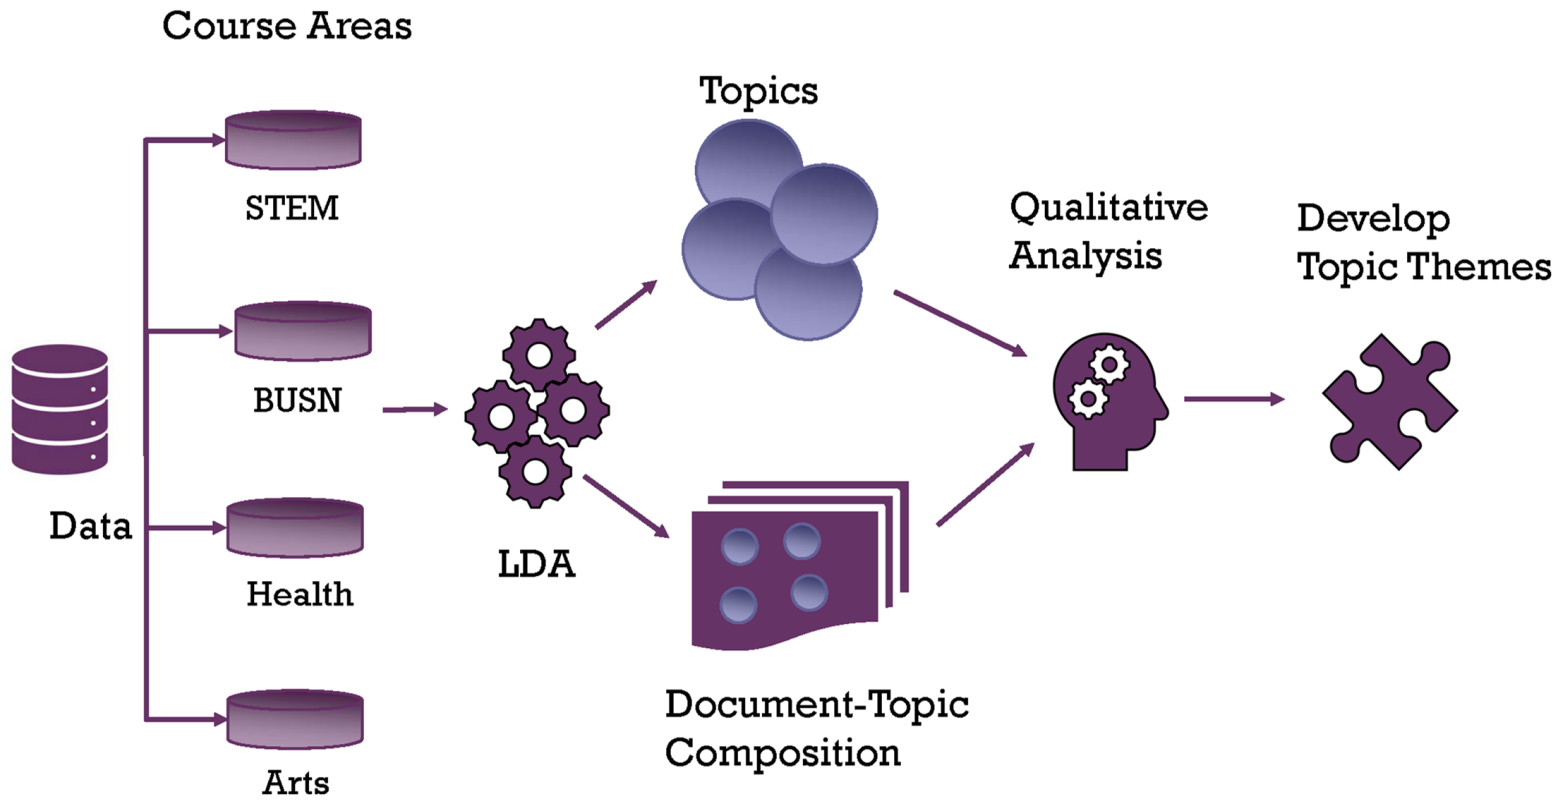 Course Areas
STEM
BUSN
Data
Health
Arts
LDA
Topics
Document-Topic
Composition
Qualitative
Analysis
Develop
Topic Themes